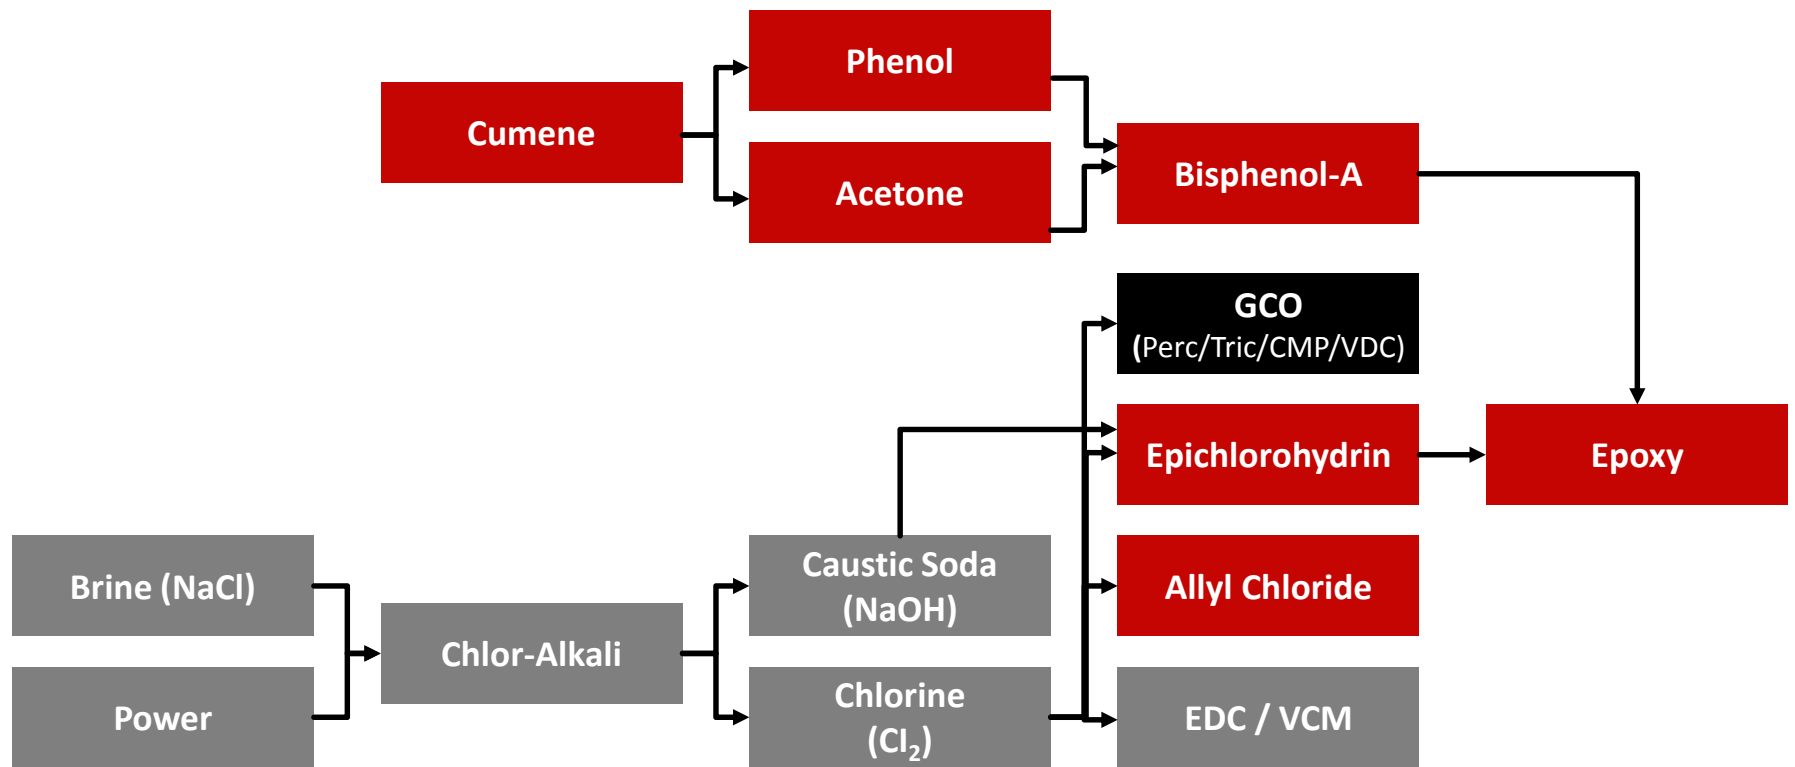 Phenol
Cumene
Acetone
Bisphenol-A
GCO
(Perc/Tric/CMP/VDC)
Epichlorohydrin
Epoxy
Brine (NaCl)
Caustic Soda
(NaOH)
Allyl Chloride
Chlor-Alkali
Power
Chlorine
(Cl₂)
EDC / VCM